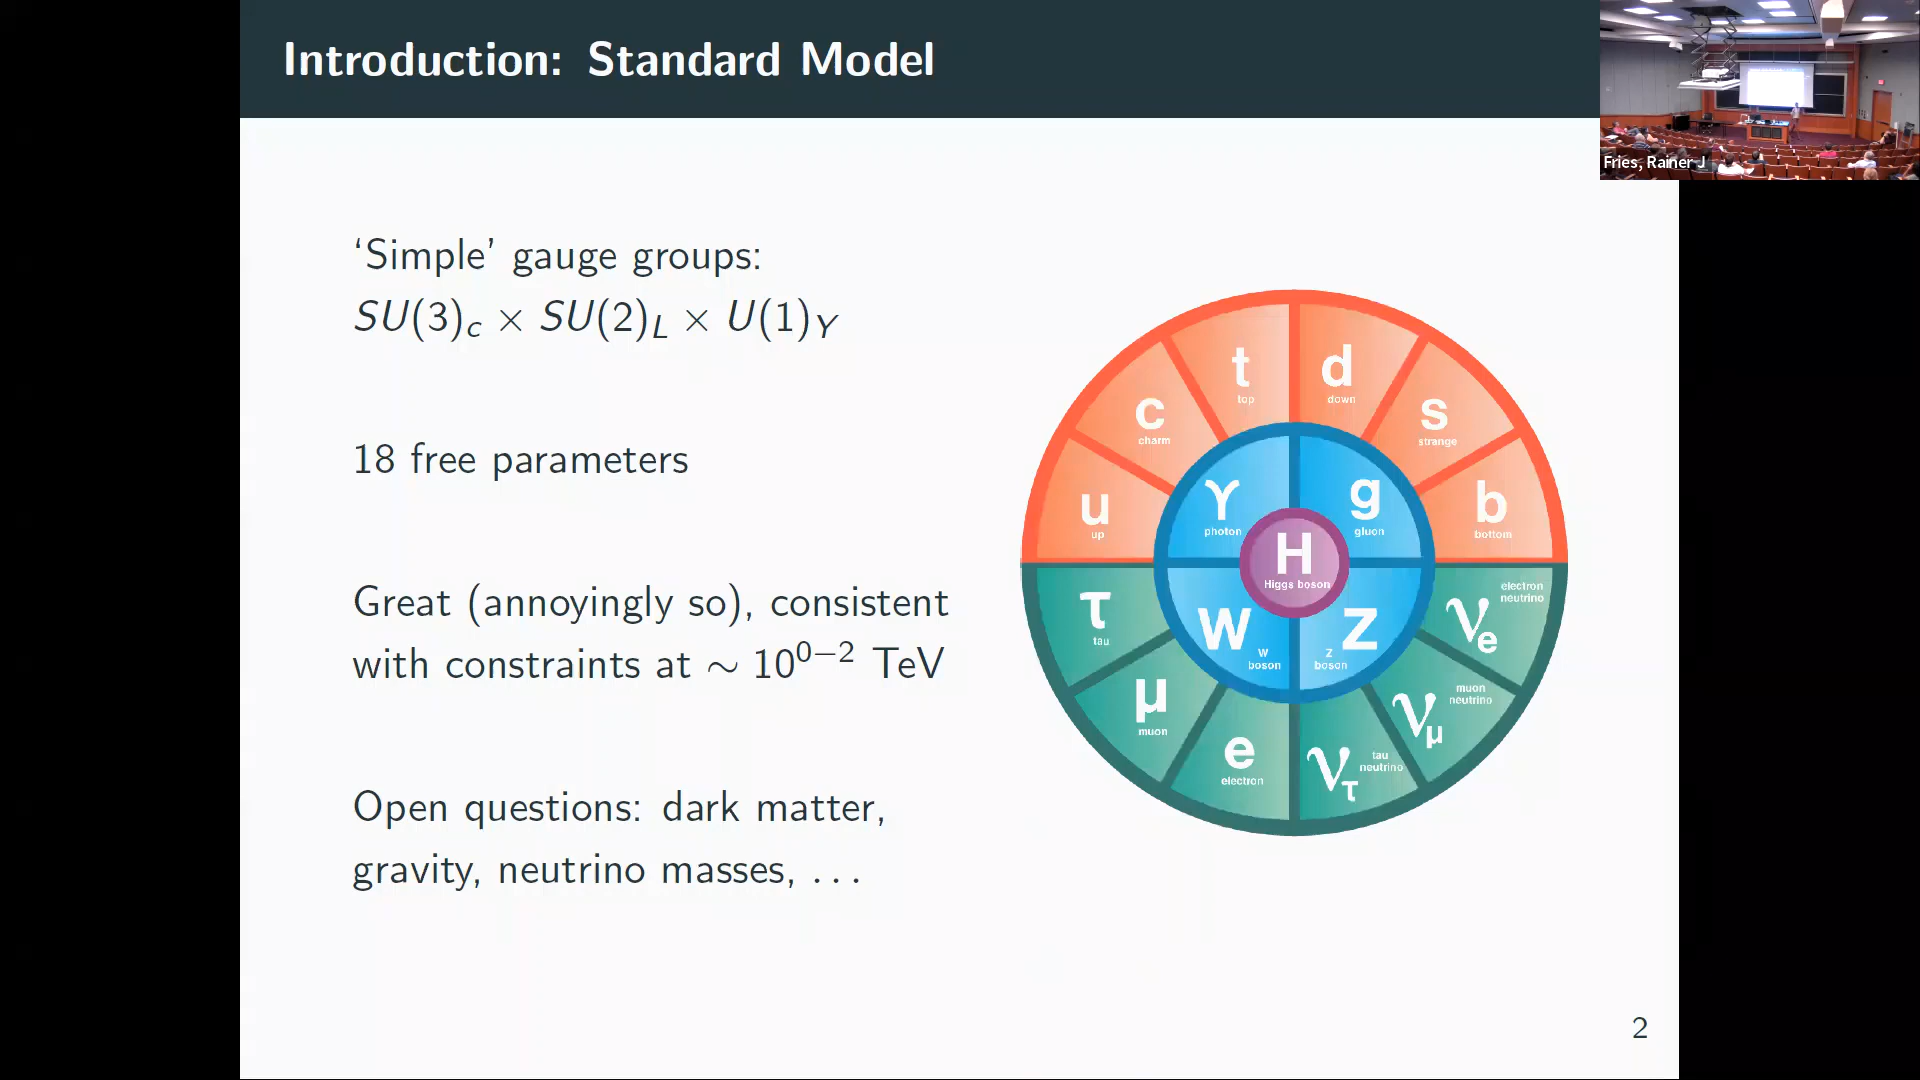 Introduction: Standard Model
Fries, Rainer J
‘Simple’ gauge groups:
SU(3)c × SU(2)L × U(1)Y
18 free parameters
Great (annoyingly so), consistent
with constraints at ∼ 10^{0−2} TeV
Open questions: dark matter,
gravity, neutrino masses, . . .
t
top
d
down
c
charm
s
strange
u
up
b
bottom
γ
photon
g
gluon
H
Higgs boson
W
W
boson
Z
Z
boson
τ
tau
νe
electron
neutrino
μ
muon
νμ
muon
neutrino
e
electron
ντ
tau
neutrino
2